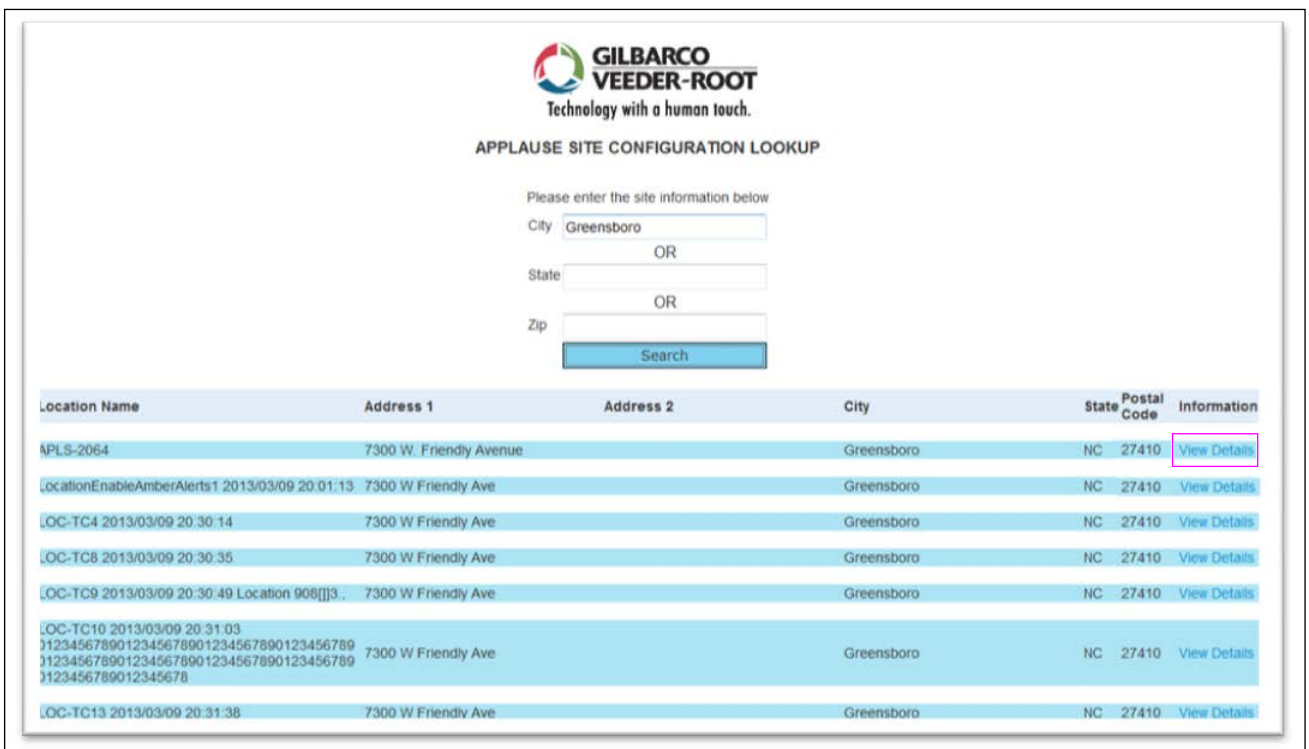 GILBARCO
VEEDER-ROOT
Technology with a human touch.
APPLAUSE SITE CONFIGURATION LOOKUP
Please enter the site information below
City Greensboro
OR
State
OR
Zip
Search
Location Name Address 1 Address 2 City State Postal Code Information
APLS-2064 7300 W. Friendly Avenue Greensboro NC 27410 View Details
LocationEnableAmberAlerts1 2013/03/09 20:01:13 7300 W Friendly Ave Greensboro NC 27410 View Details
LOC-TC4 2013/03/09 20:30:14 7300 W Friendly Ave Greensboro NC 27410 View Details
LOC-TC8 2013/03/09 20:30:35 7300 W Friendly Ave Greensboro NC 27410 View Details
LOC-TC9 2013/03/09 20:30:49 Location 908[]]3., 7300 W Friendly Ave Greensboro NC 27410 View Details
LOC-TC10 2013/03/09 20:31:03
0123456789012345678901234567890123456789
0123456789012345678901234567890123456789
0123456789012345678 7300 W Friendly Ave Greensboro NC 27410 View Details
LOC-TC13 2013/03/09 20:31:38 7300 W Friendly Ave Greensboro NC 27410 View Details